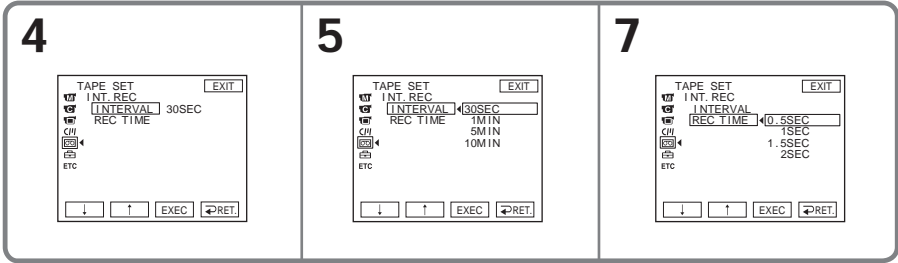 4
TAPE SET EXIT
INT. REC
INTERVAL 30SEC
REC TIME
ETC
↓ ↑ EXEC RET.
5
TAPE SET EXIT
INT. REC
INTERVAL 30SEC
REC TIME 1MIN
5MIN
10MIN
ETC
↓ ↑ EXEC RET.
7
TAPE SET EXIT
INT. REC
INTERVAL
REC TIME 0.5SEC
1SEC
1.5SEC
2SEC
ETC
↓ ↑ EXEC RET.